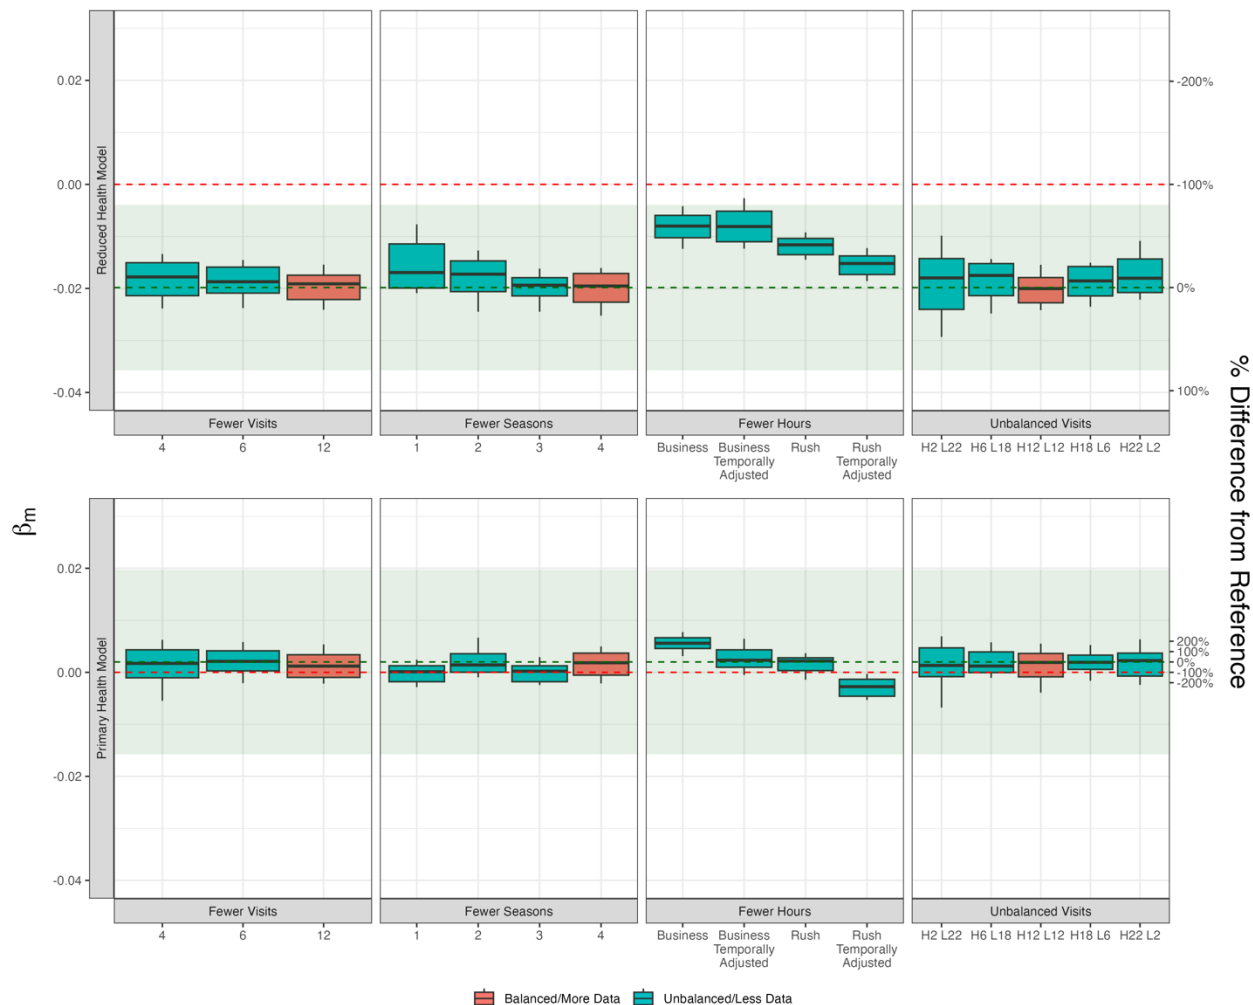 Reduced Health Model
0.02
0.00
-0.02
-0.04
-200%
-100%
0%
100%
Fewer Visits
Fewer Seasons
Fewer Hours
Unbalanced Visits
4
6
12
1
2
3
4
Business
Business
Temporally
Adjusted
Rush
Rush
Temporally
Adjusted
H2 L22
H6 L18
H12 L12
H18 L6
H22 L2
βm
% Difference from Reference
Primary Health Model
0.02
0.00
-0.02
-0.04
200%
100%
0%
-100%
-200%
Fewer Visits
Fewer Seasons
Fewer Hours
Unbalanced Visits
4
6
12
1
2
3
4
Business
Business
Temporally
Adjusted
Rush
Rush
Temporally
Adjusted
H2 L22
H6 L18
H12 L12
H18 L6
H22 L2
Balanced/More Data
Unbalanced/Less Data